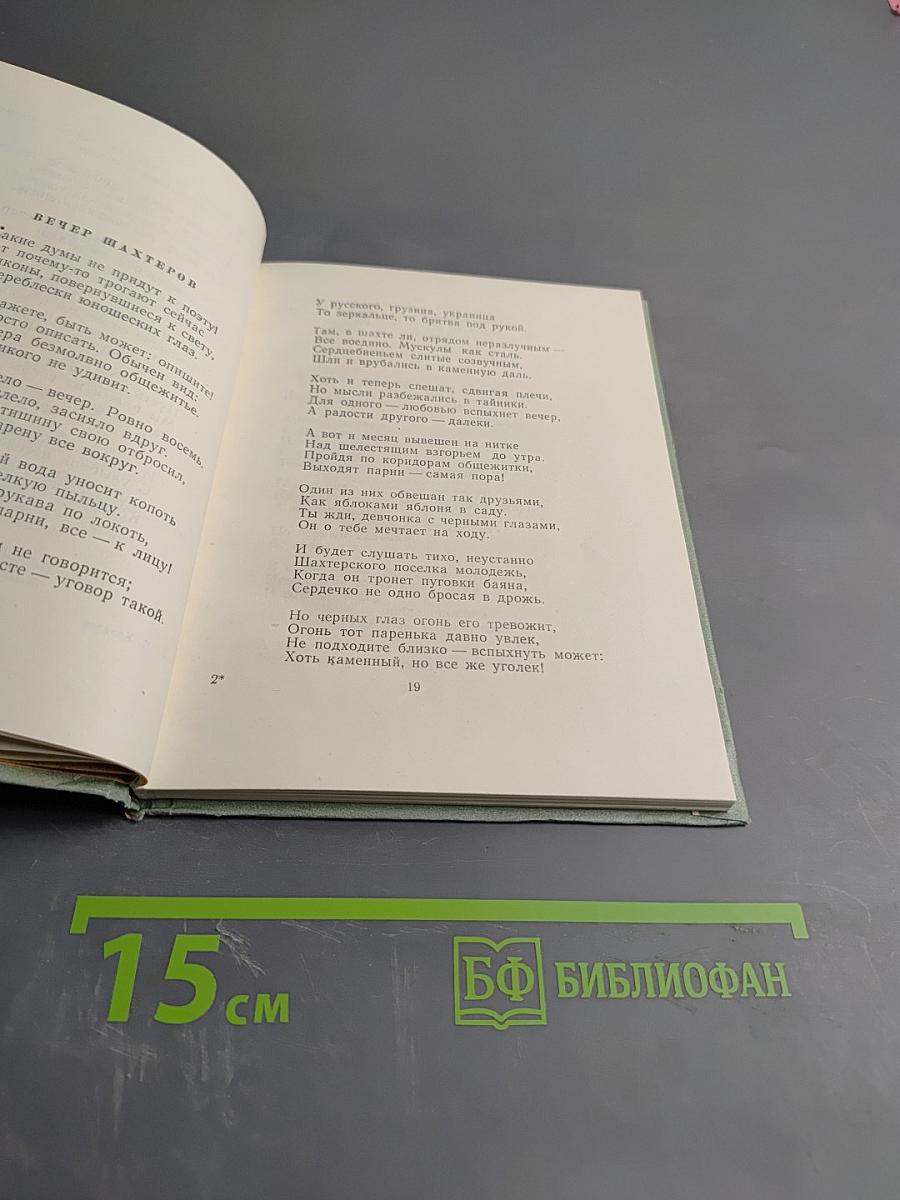 ВЕЧЕР ШАХТЕРОВ
акие думы не придут к поэту!
т почему-то трогают сейчас
коны, повернувшиеся к свету,
ереблески юношеских глаз.
ажете, быть может: опишите!
осто описать. Обычен вид:
ера безмолвно общежитье.
икого не удивит.
ело — вечер. Ровно восемь.
лело, засняло вдруг.
тишину свою отбросил,
арену все вокруг.
й вода уносит копоть
елкую пыльцу.
рукава по локоть,
парни, все — к лицу!
и не говорится;
сте — уговор такой.
У русского, грузина, украинца
То зеркальце, то бритва под рукой.
Там, в шахте ли, отрядом неразлучным —
Все воедино. Мускулы как сталь.
Сердцебиеньем слитые созвучным,
Шли и врубались в каменную даль.
Хоть и теперь спешат, сдвигая плечи,
Но мысли разбежались в тайники.
Для одного — любовью вспыхнет вечер,
А радости другого — далеки.
А вот и месяц вывешен на нитке
Над шелестящим взгорьем до утра.
Пройдя по коридорам общежитки,
Выходят парни — самая пора!
Один из них обвешан так друзьями,
Как яблоками яблоня в саду.
Ты жди, девчонка с черными глазами,
Он о тебе мечтает на ходу.
И будет слушать тихо, неустанно
Шахтерского поселка молодежь,
Когда он тронет пуговки баяна,
Сердечко не одно бросая в дрожь.
Но черных глаз огонь его тревожит,
Огонь тот паренька давно увлек,
Не подходите близко — вспыхнуть может:
Хоть каменный, но все же уголек!
2*
19
15 см
БФ БИБЛИОФАН